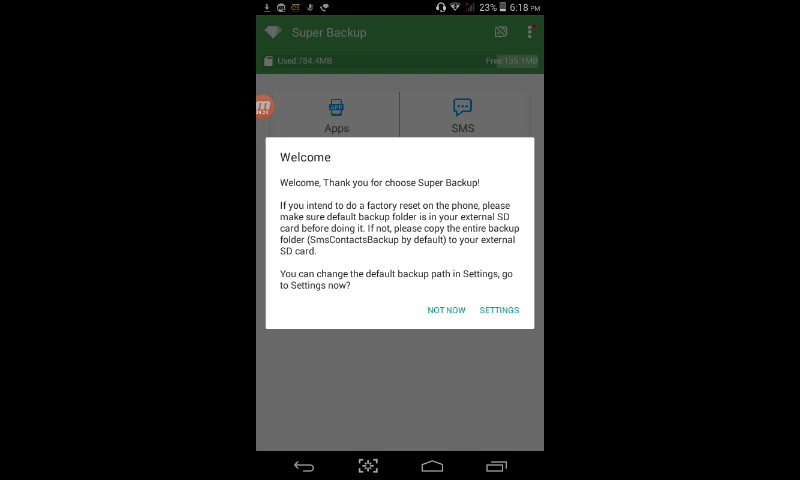 23% 6:18 PM
Super Backup
Used:784.4MB Free:135.1MB
Apps SMS
Welcome
Welcome, Thank you for choose Super Backup!
If you intend to do a factory reset on the phone, please
make sure default backup folder is in your external SD
card before doing it. If not, please copy the entire backup
folder (SmsContactsBackup by default) to your external
SD card.
You can change the default backup path in Settings, go
to Settings now?
NOT NOW SETTINGS